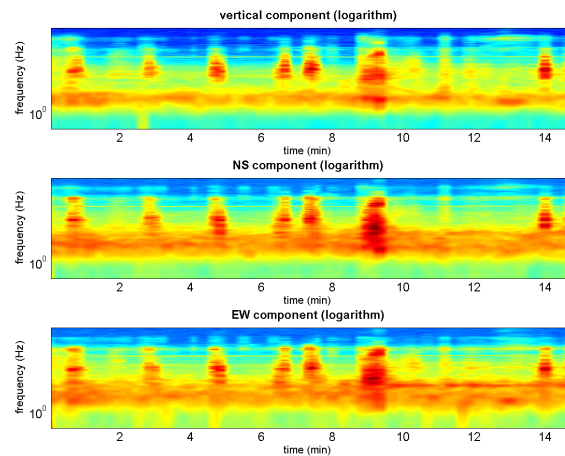 vertical component (logarithm)
frequency (Hz)
10^0
2 4 6 8 10 12 14
time (min)
NS component (logarithm)
frequency (Hz)
10^0
2 4 6 8 10 12 14
time (min)
EW component (logarithm)
frequency (Hz)
10^0
2 4 6 8 10 12 14
time (min)